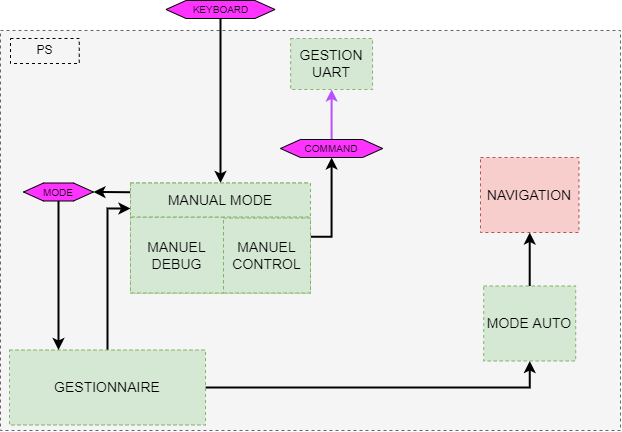 KEYBOARD
PS
GESTION
UART
COMMAND
MODE
MANUAL MODE
MANUEL
DEBUG
MANUEL
CONTROL
NAVIGATION
MODE AUTO
GESTIONNAIRE